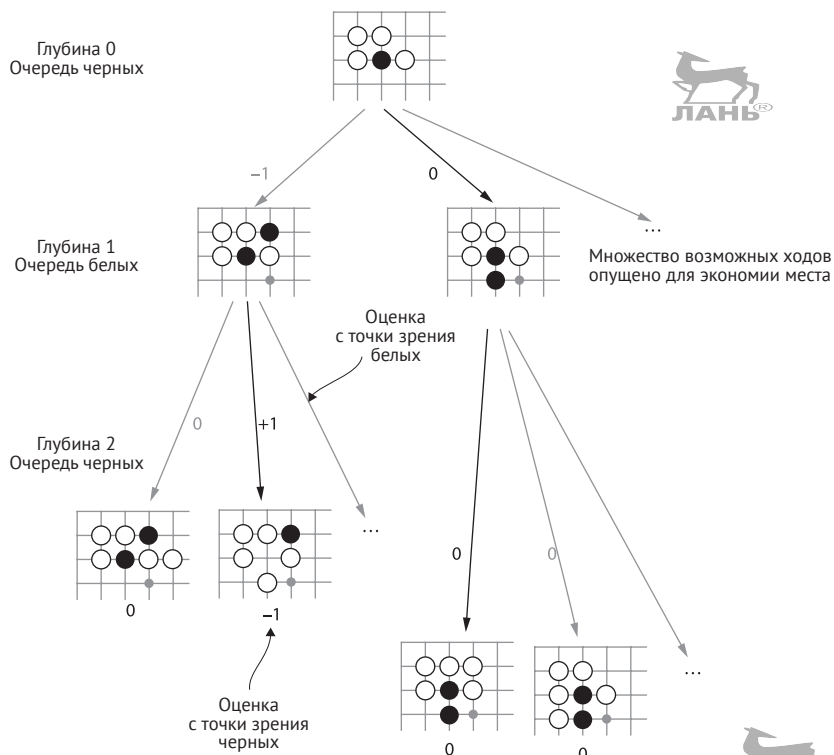 Глубина 0
Очередь черных
ЛАНЬ®
–1
0
...
Глубина 1
Очередь белых
Множество возможных ходов
опущено для экономии места
Оценка
с точки зрения
белых
0
+1
Глубина 2
Очередь черных
...
0
–1
0
0
...
Оценка
с точки зрения
черных
0
0